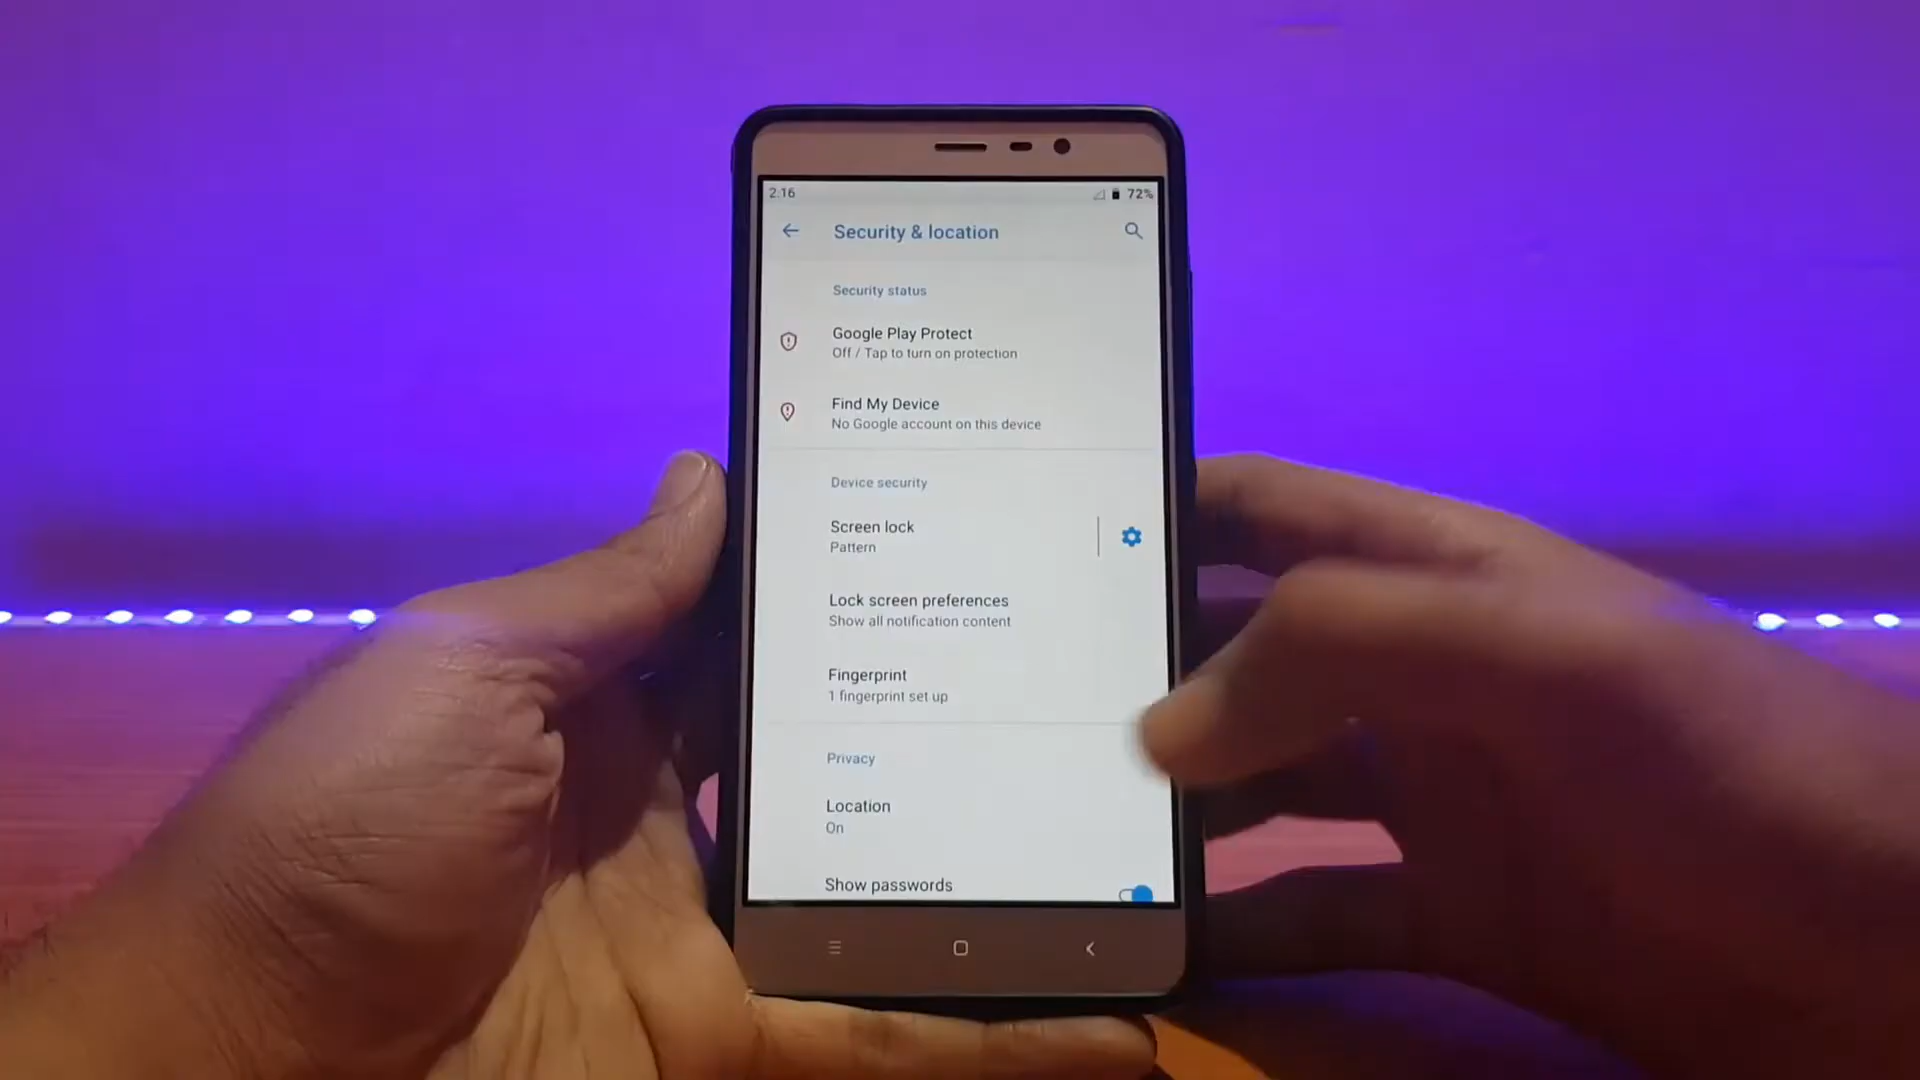 2:16
72%
Security & location
Security status
Google Play Protect
Off / Tap to turn on protection
Find My Device
No Google account on this device
Device security
Screen lock
Pattern
Lock screen preferences
Show all notification content
Fingerprint
1 fingerprint set up
Privacy
Location
On
Show passwords